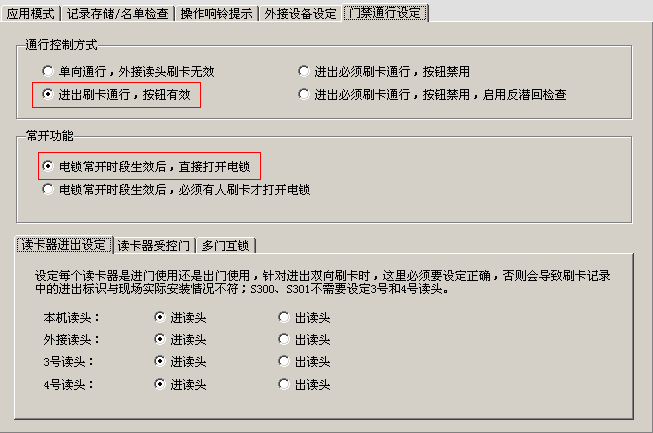 应用模式 记录存储/名单检查 操作响铃提示 外接设备设定 门禁通行设定
通行控制方式
单向通行，外接读头刷卡无效 进出必须刷卡通行，按钮禁用
进出刷卡通行，按钮有效 进出必须刷卡通行，按钮禁用，启用反潜回检查
常开功能
电锁常开时段生效后，直接打开电锁
电锁常开时段生效后，必须有人刷卡才打开电锁
读卡器进出设定 读卡器受控门 多门互锁
设定每个读卡器是进门使用还是出门使用，针对进出双向刷卡时，这里必须要设定正确，否则会导致刷卡记录
中的进出标识与现场实际安装情况不符；S300、S301不需要设定3号和4号读头。
本机读头： 进读头 出读头
外接读头： 进读头 出读头
3号读头： 进读头 出读头
4号读头： 进读头 出读头